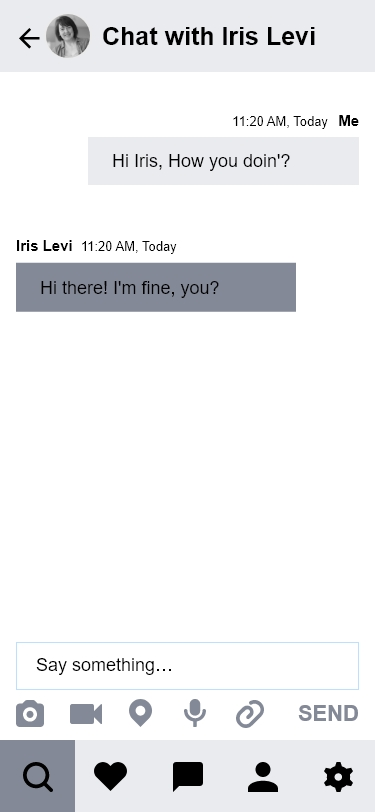 Chat with Iris Levi
11:20 AM, Today Me
Hi Iris, How you doin'?
Iris Levi 11:20 AM, Today
Hi there! I'm fine, you?
Say something...
SEND